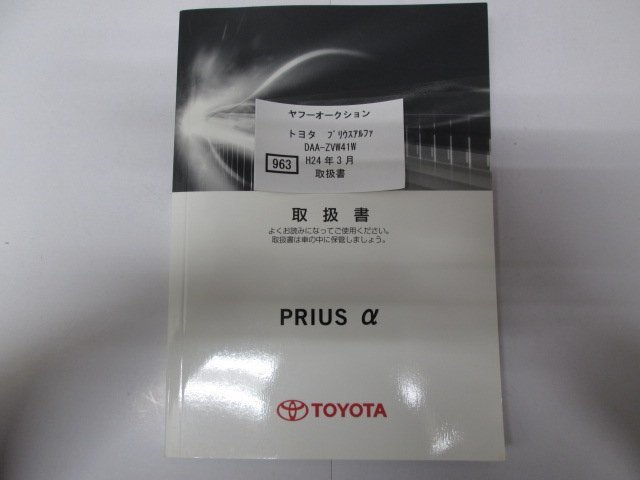 ヤフーオークション
トヨタ プリウスアルファ
DAA-ZVW41W
963 H24年3月
取扱書
取扱書
よくお読みになってご使用ください。
取扱書は車の中に保管しましょう。
PRIUS α
TOYOTA